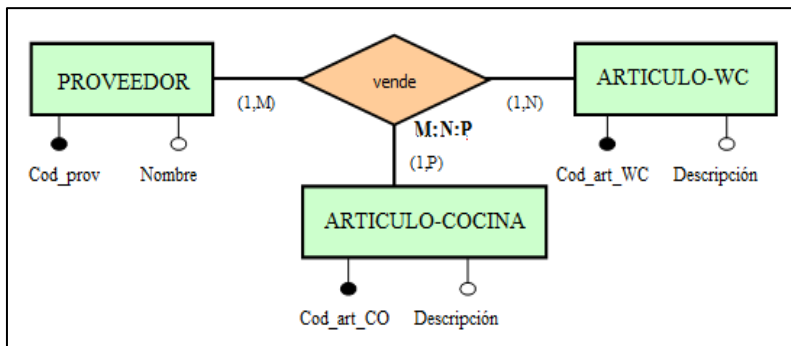 PROVEEDOR
vende
ARTICULO-WC
(1,M)
(1,N)
M:N:P
(1,P)
Cod_prov
Nombre
Cod_art_WC
Descripción
ARTICULO-COCINA
Cod_art_CO
Descripción